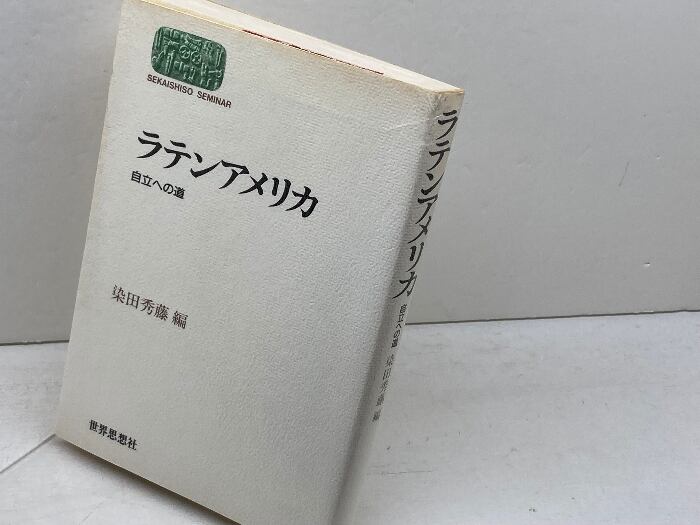 SEKAISHISO SEMINAR
ラテンアメリカ
自立への道
染田秀藤 編
世界思想社
ラテンアメリカ
自立への道
染田秀藤 編